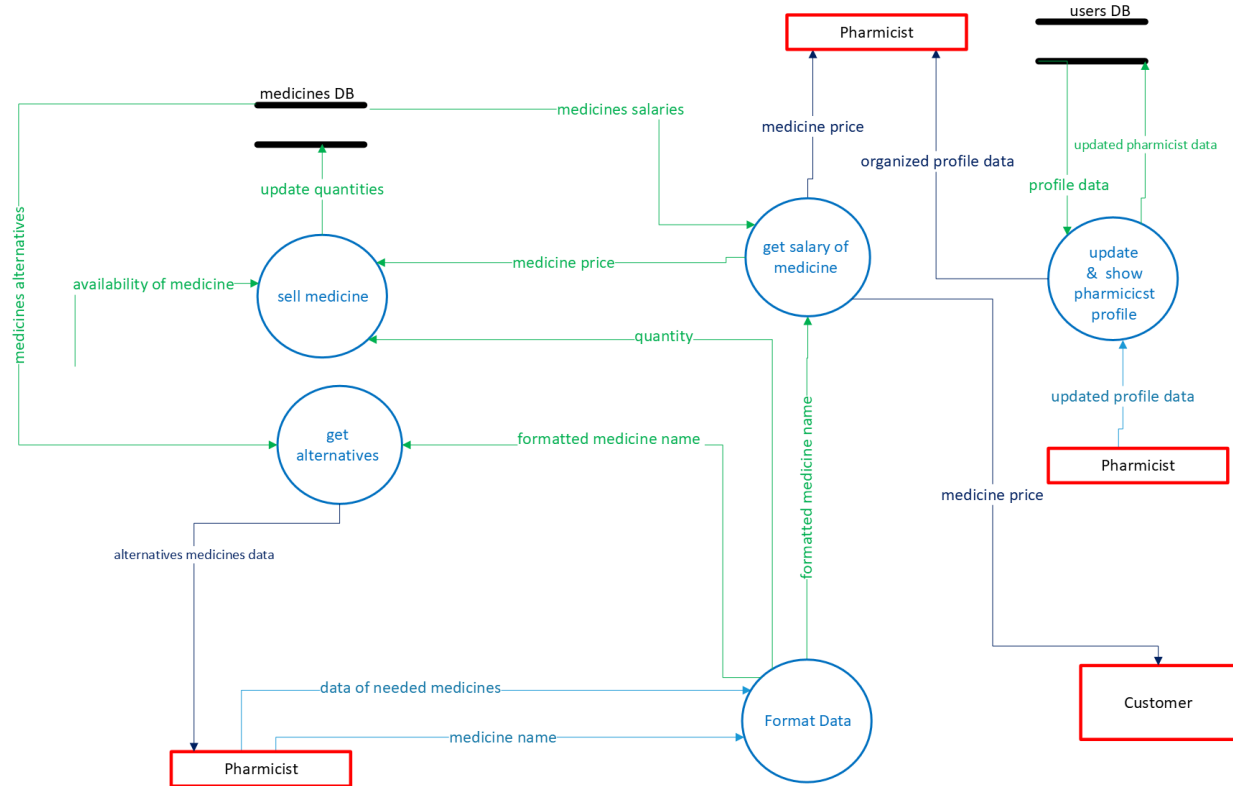 users DB
Pharmicist
medicines DB
medicines salaries
medicine price
updated pharmicist data
organized profile data
profile data
update quantities
medicines alternatives
get salary of
medicine
update
& show
pharmicicst
profile
medicine price
availability of medicine
sell medicine
quantity
updated profile data
formatted medicine name
get
alternatives
formatted medicine name
Pharmicist
medicine price
alternatives medicines data
data of needed medicines
Customer
Format Data
medicine name
Pharmicist